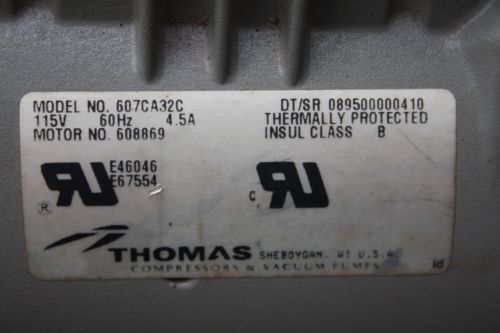 MODEL NO. 607CA32C DT/SR 089500000410
115V 60Hz 4.5A THERMALLY PROTECTED
MOTOR NO. 608869 INSUL CLASS B
E46046
E67554
®
C
THOMAS SHEBOYGAN, WI U.S.A.
COMPRESSORS & VACUUM PUMPS
id